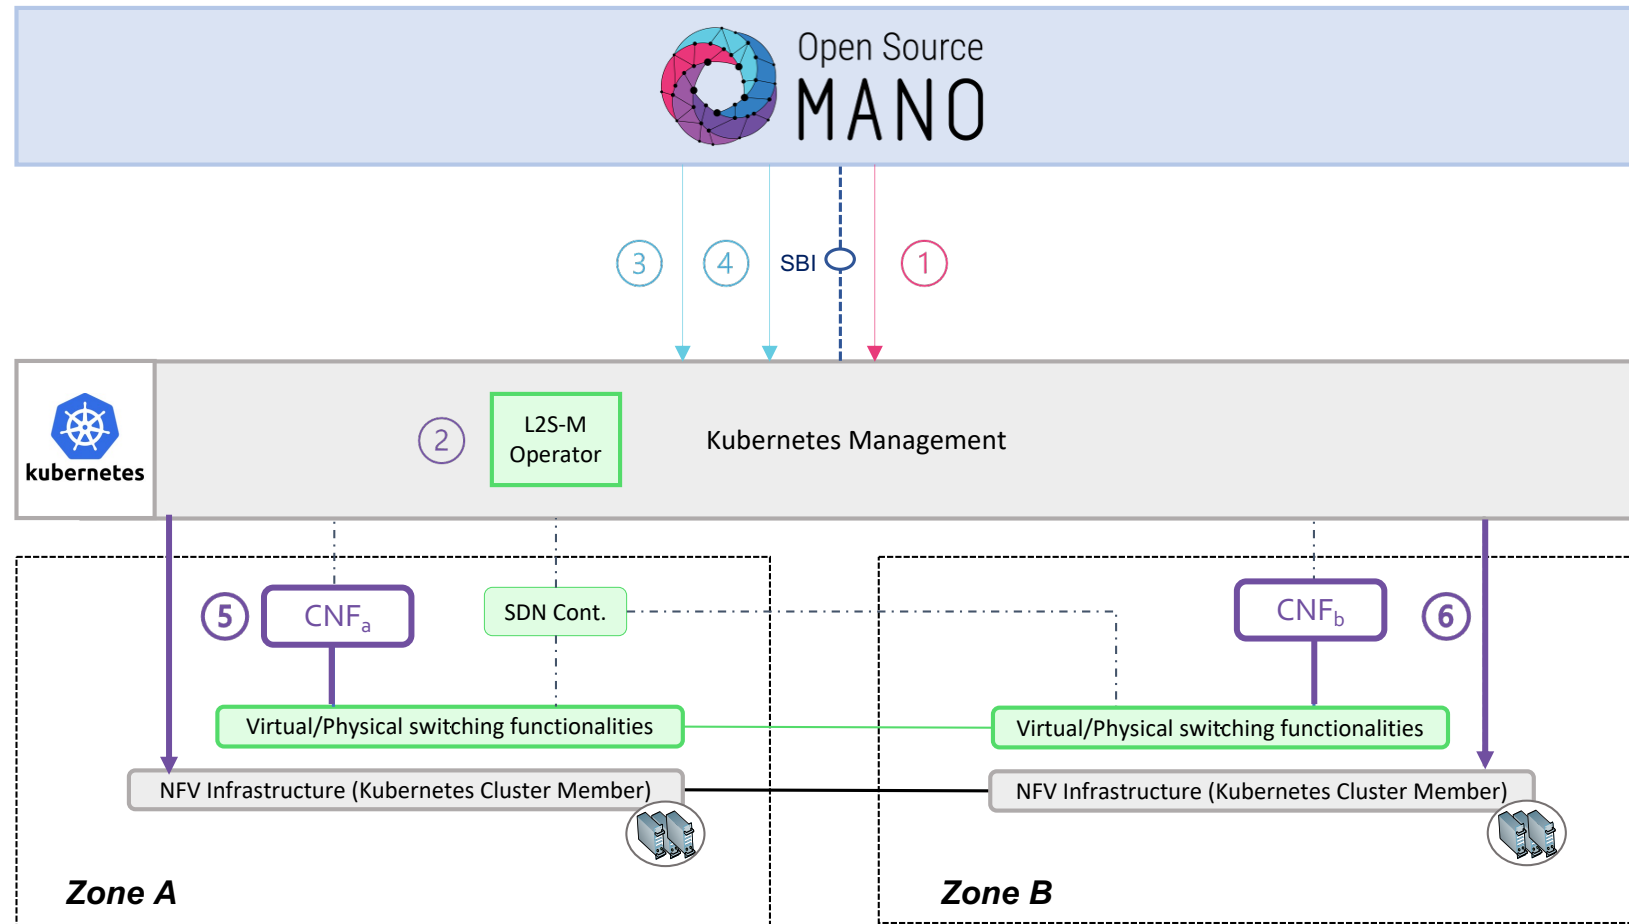 Open Source
MANO
3
4
SBI
1
kubernetes
2
L2S-M
Operator
Kubernetes Management
5
CNFa
SDN Cont.
CNFb
6
Virtual/Physical switching functionalities
Virtual/Physical switching functionalities
NFV Infrastructure (Kubernetes Cluster Member)
NFV Infrastructure (Kubernetes Cluster Member)
Zone A
Zone B